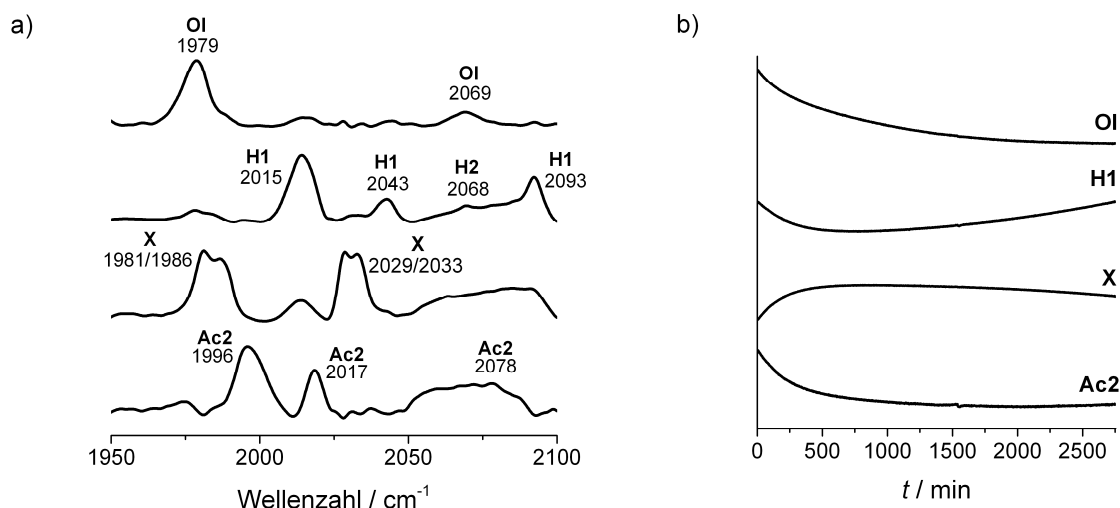 a)
OI
1979
OI
2069
H1
2015
H1
2043
H2
2068
H1
2093
X
1981/1986
X
2029/2033
Ac2
1996
Ac2
2017
Ac2
2078
1950 2000 2050 2100
Wellenzahl / cm⁻¹
b)
OI
H1
X
Ac2
0 500 1000 1500 2000 2500
t / min